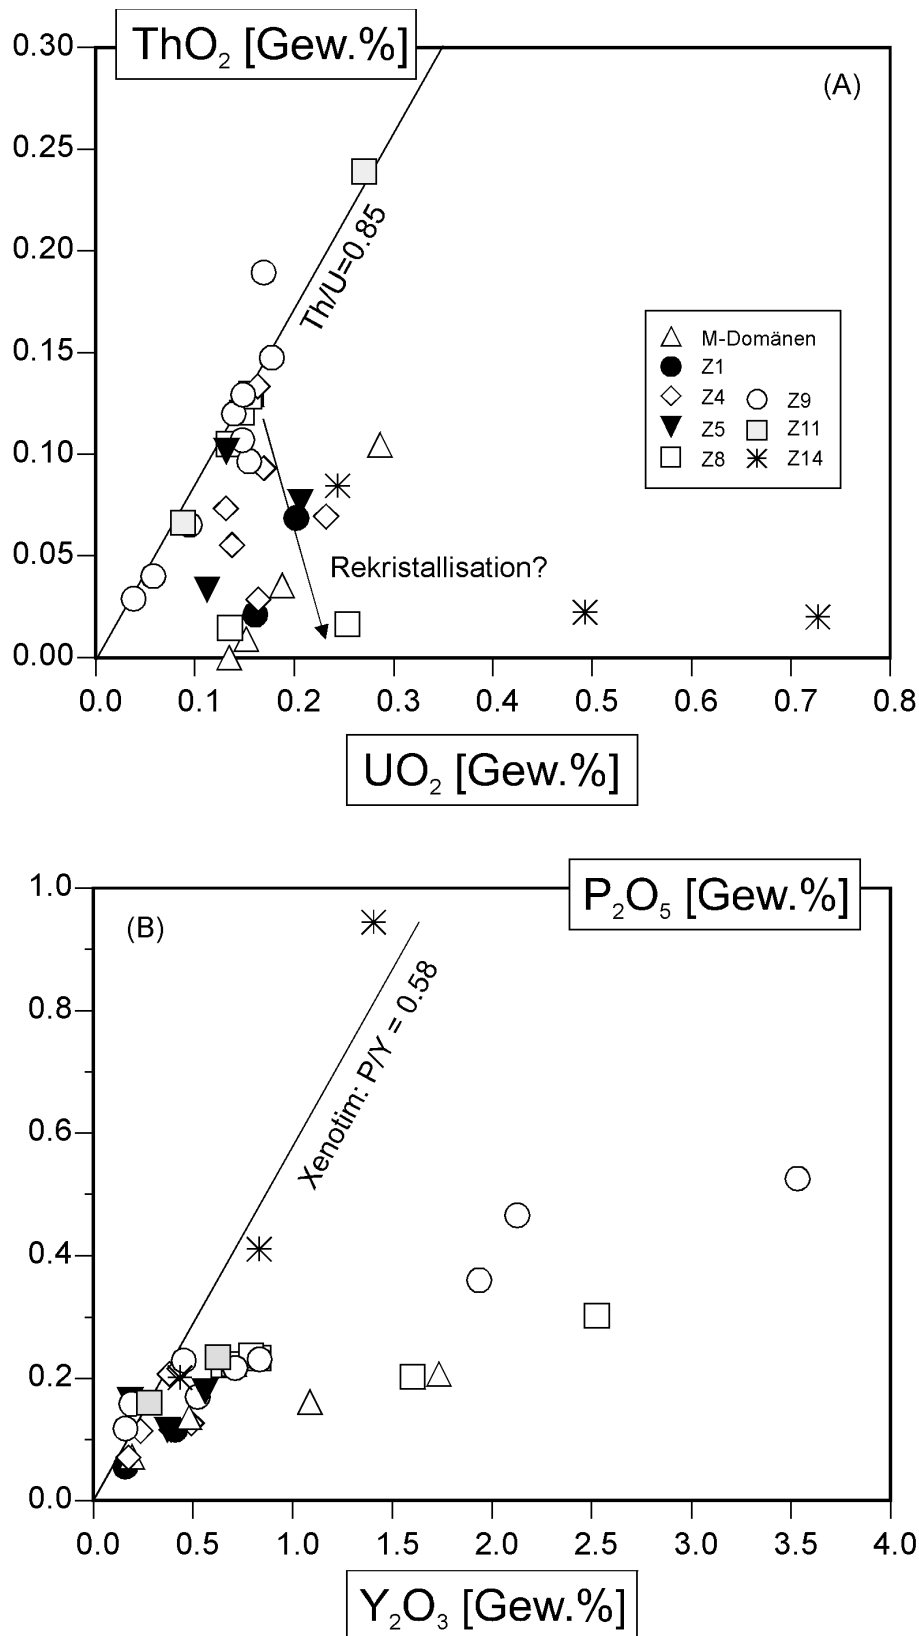 ThO₂ [Gew.%]
(A)
0.30
0.25
0.20
0.15
0.10
0.05
0.00
Th/U=0.85
M-Domänen
Z1
Z4
Z9
Z5
Z11
Z8
Z14
Rekristallisation?
0.0 0.1 0.2 0.3 0.4 0.5 0.6 0.7 0.8
UO₂ [Gew.%]
P₂O₅ [Gew.%]
(B)
1.0
0.8
0.6
0.4
0.2
0.0
Xenotim: P/Y = 0.58
0.0 0.5 1.0 1.5 2.0 2.5 3.0 3.5 4.0
Y₂O₃ [Gew.%]